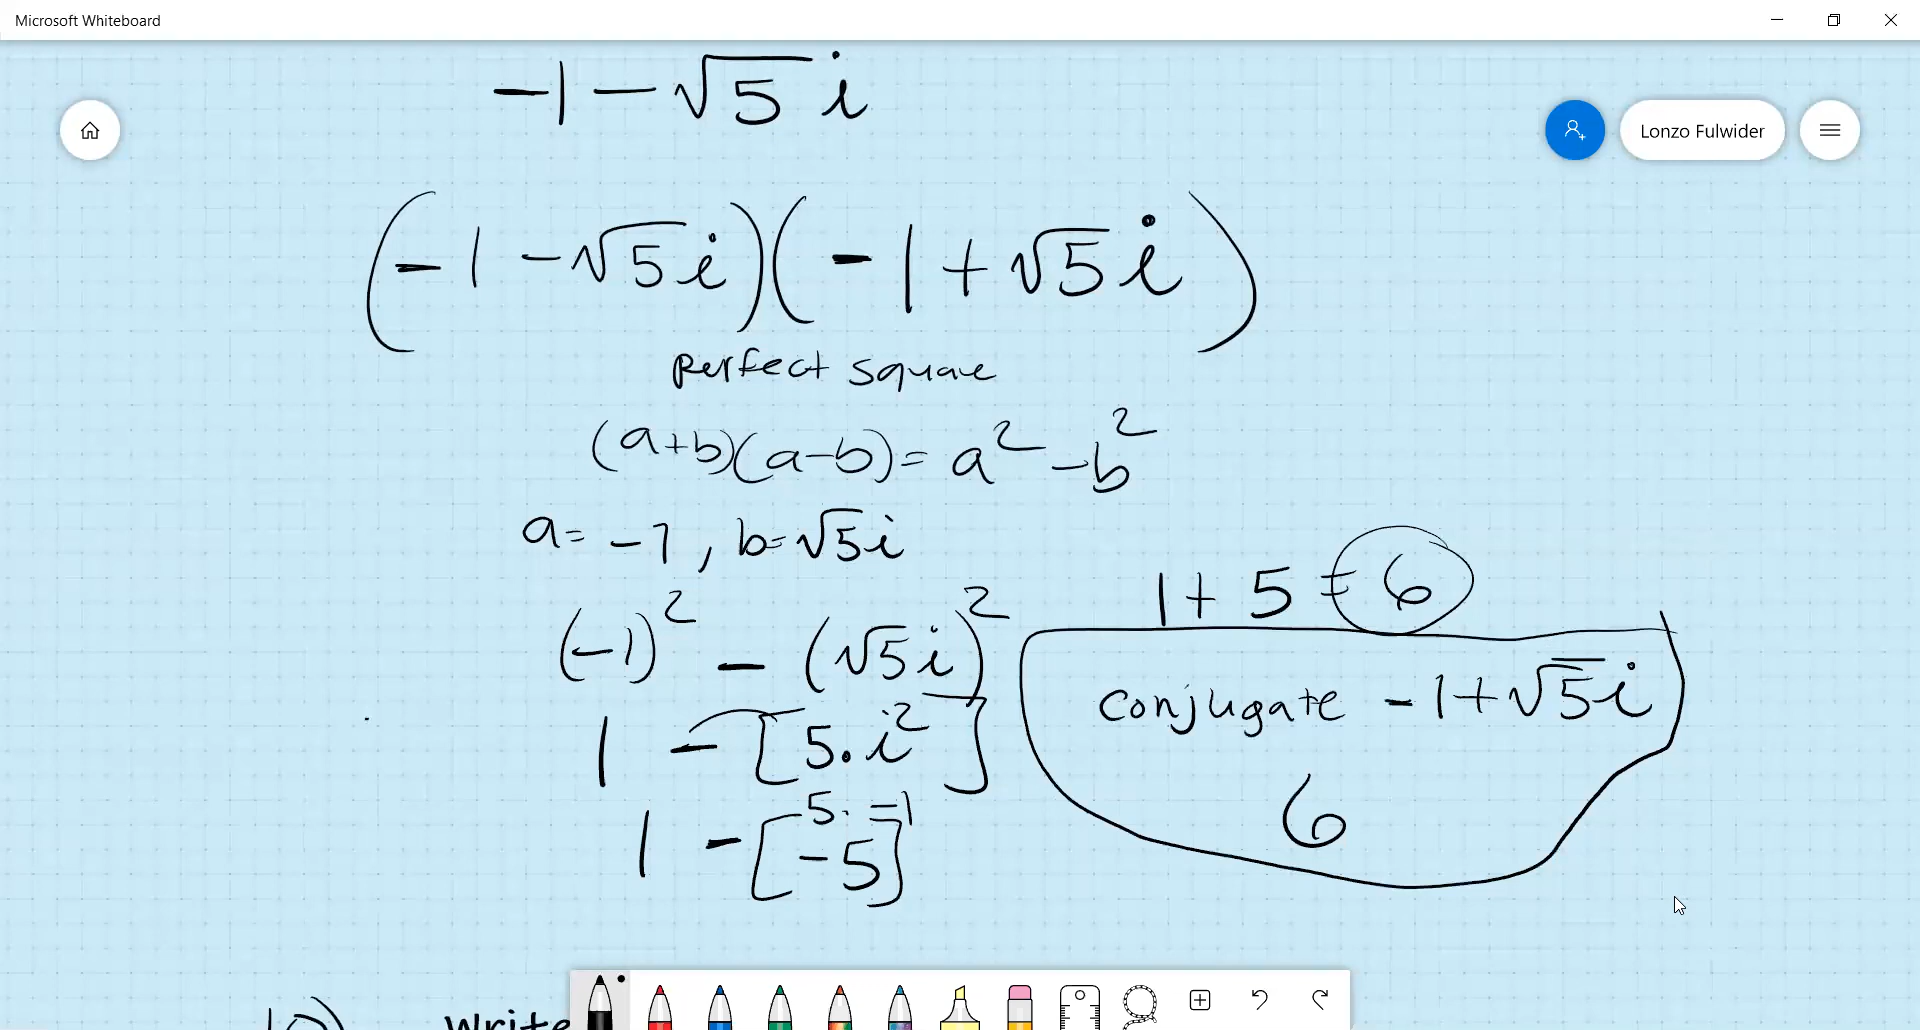 Microsoft Whiteboard
-1-√5 i
Lonzo Fulwider
(-1-√5i)(-1+√5i)
perfect square
(a+b)(a-b)=a²-b²
a=-1, b=√5i
1+5=6
(-1)²-(√5i)²
conjugate -1+√5i
1-[5.i²]
6
5.-1
1-[-5]
write